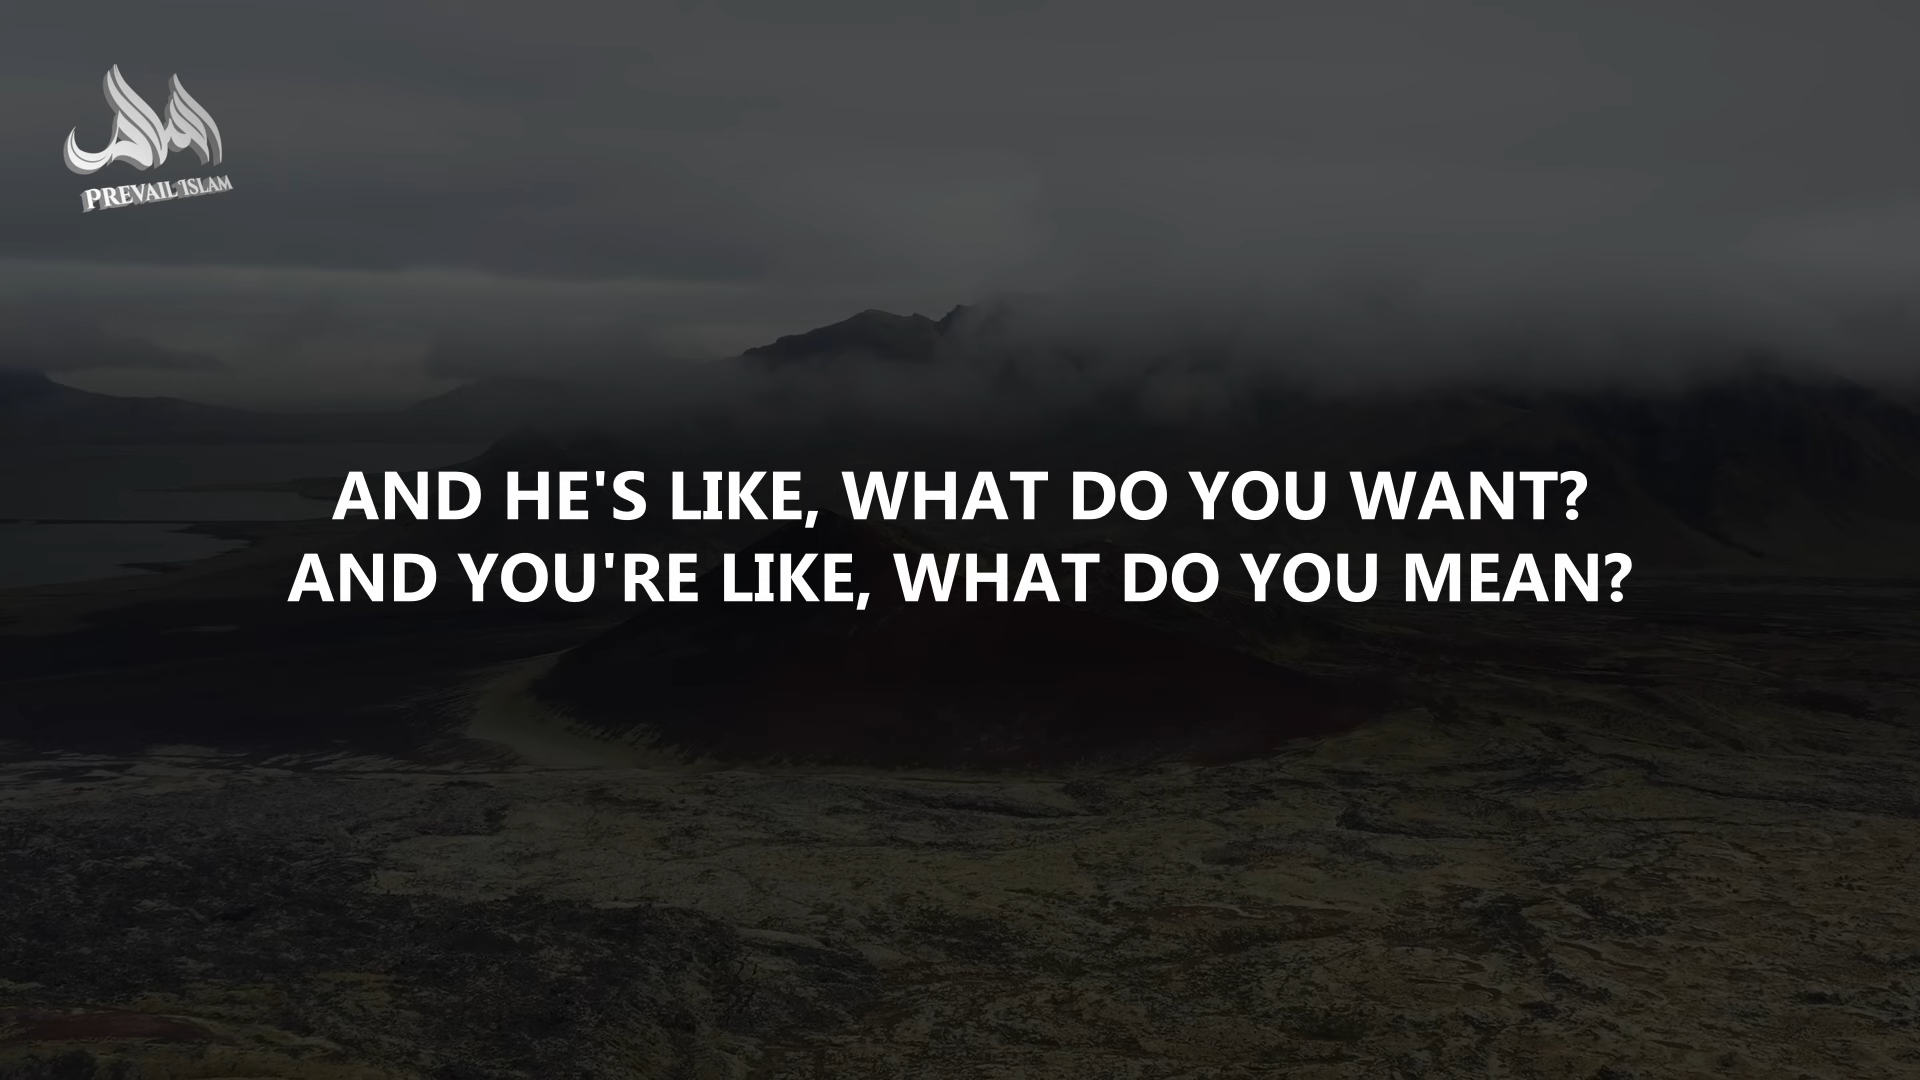 PREVAIL ISLAM
AND HE'S LIKE, WHAT DO YOU WANT?
AND YOU'RE LIKE, WHAT DO YOU MEAN?